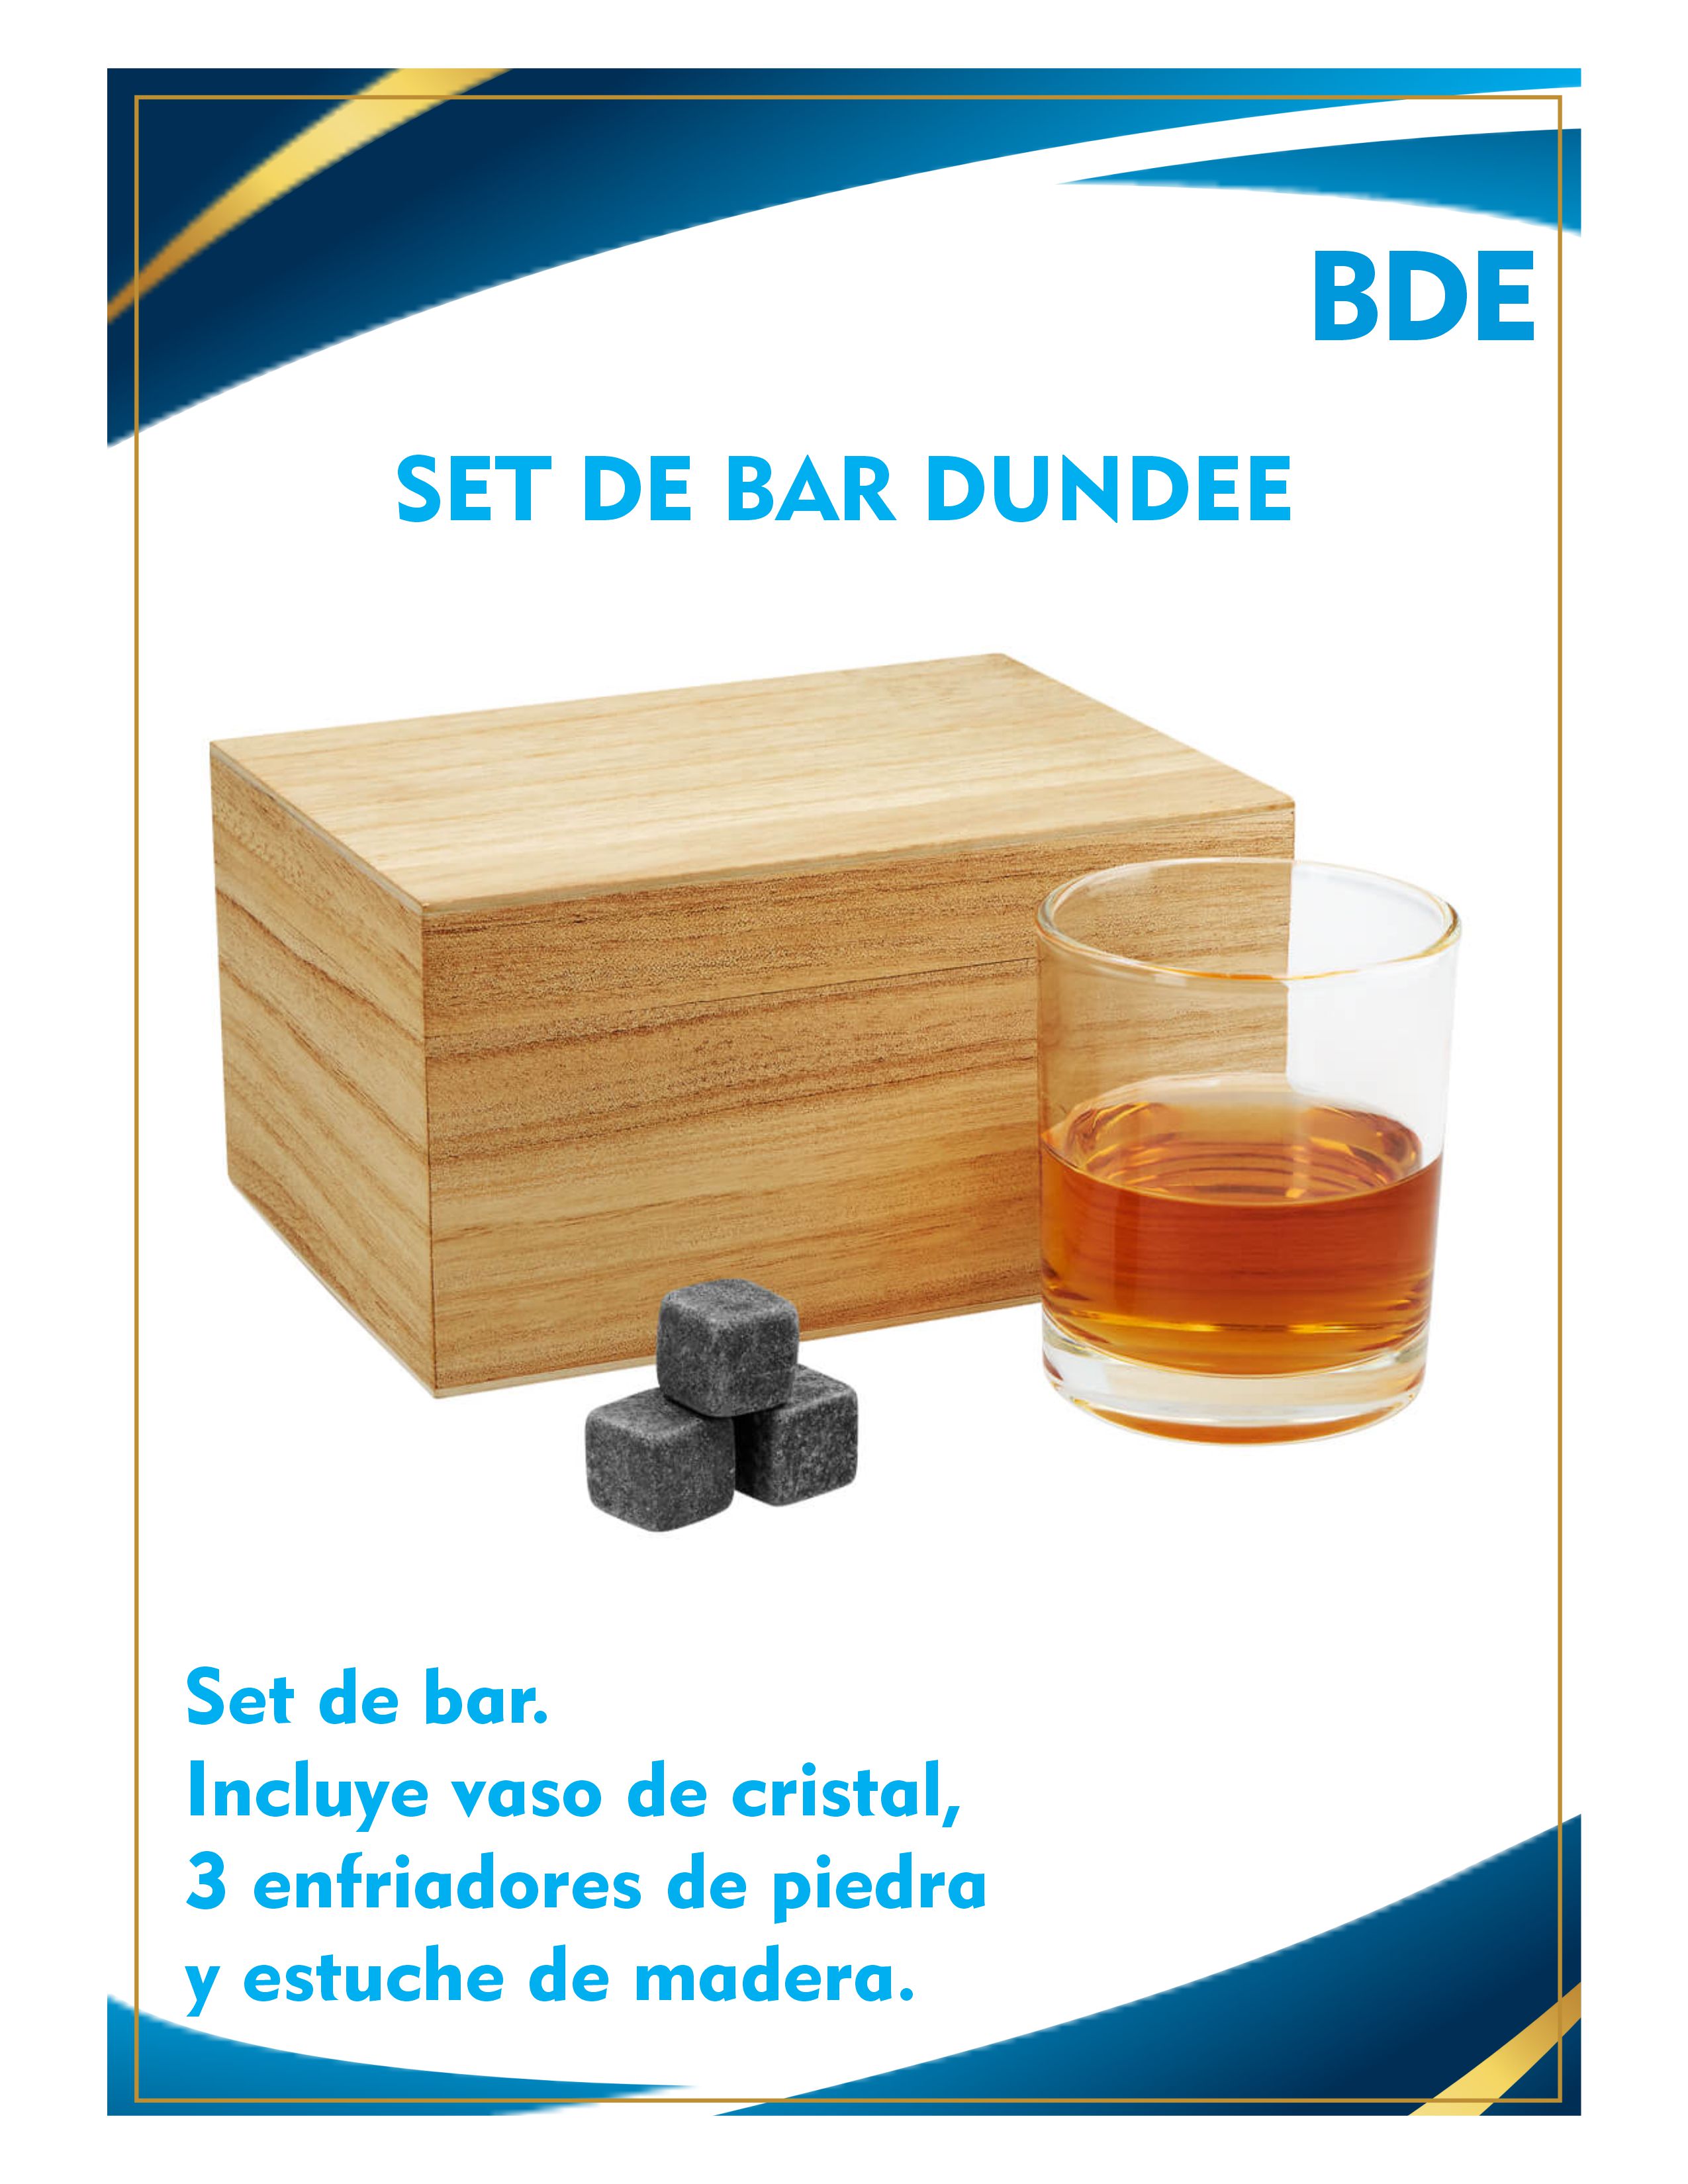 BDE
SET DE BAR DUNDEE
Set de bar.
Incluye vaso de cristal,
3 enfriadores de piedra
y estuche de madera.